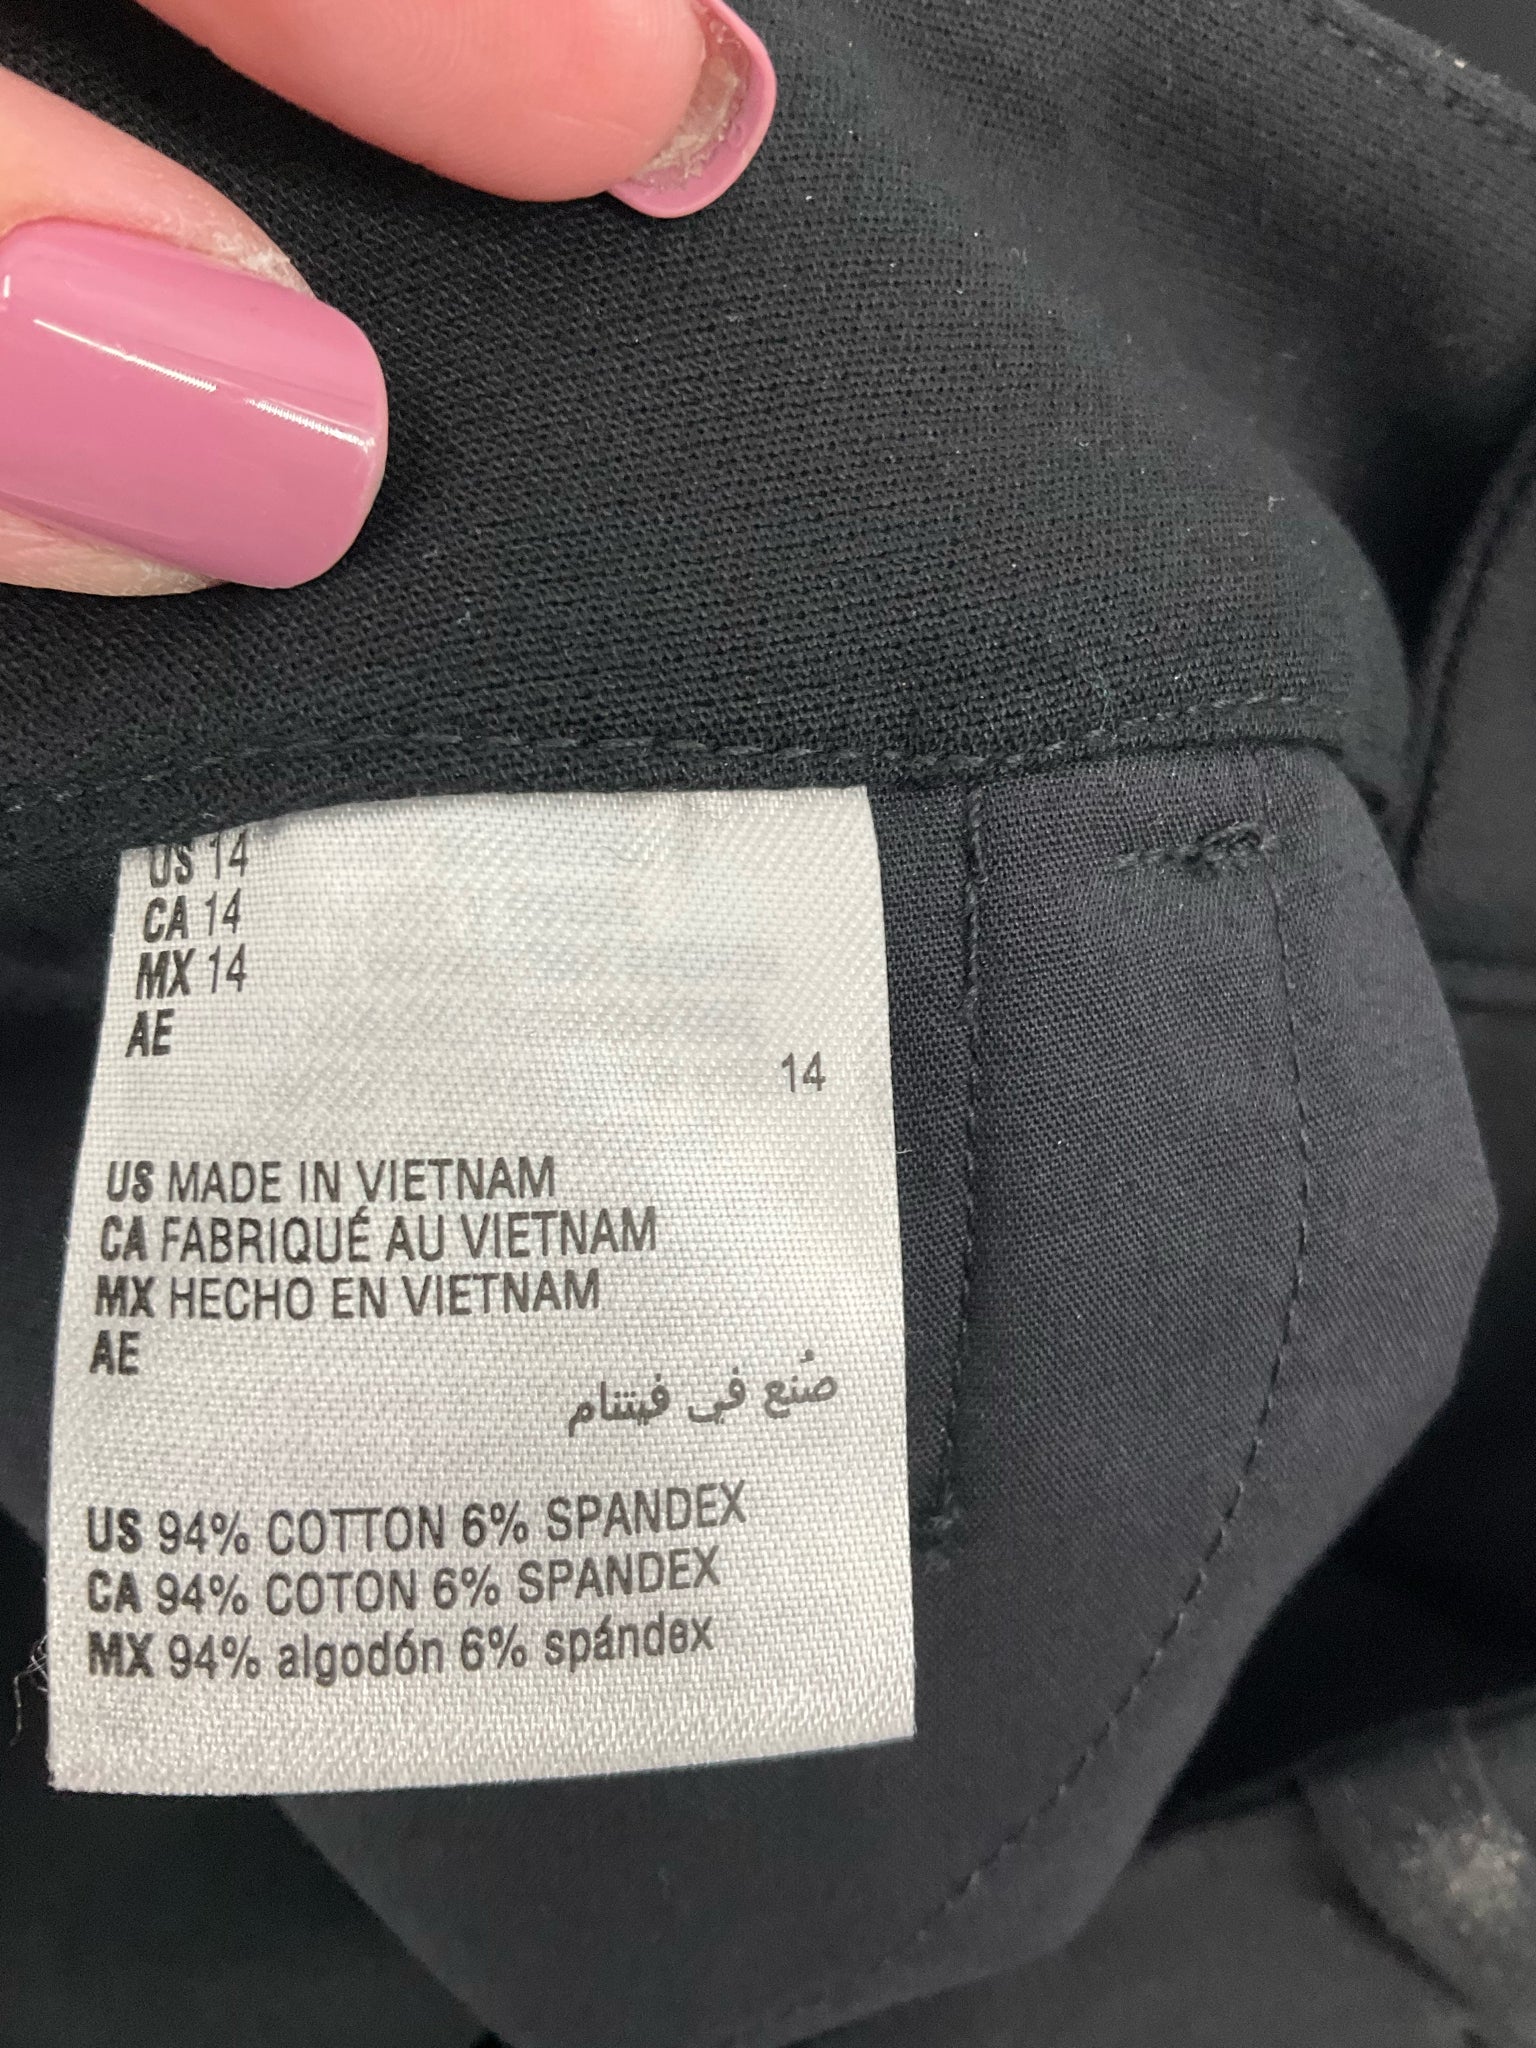 US 14
CA 14
MX 14
AE
14
US MADE IN VIETNAM
CA FABRIQUÉ AU VIETNAM
MX HECHO EN VIETNAM
AE
صُنع في فيتنام
US 94% COTTON 6% SPANDEX
CA 94% COTON 6% SPANDEX
MX 94% algodón 6% spándex